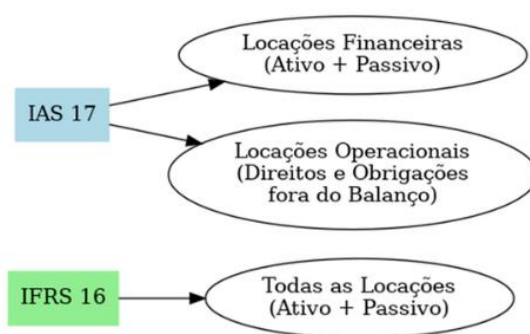 Locações Financeiras
(Ativo + Passivo)
IAS 17
Locações Operacionais
(Direitos e Obrigações
fora do Balanço)
IFRS 16
Todas as Locações
(Ativo + Passivo)